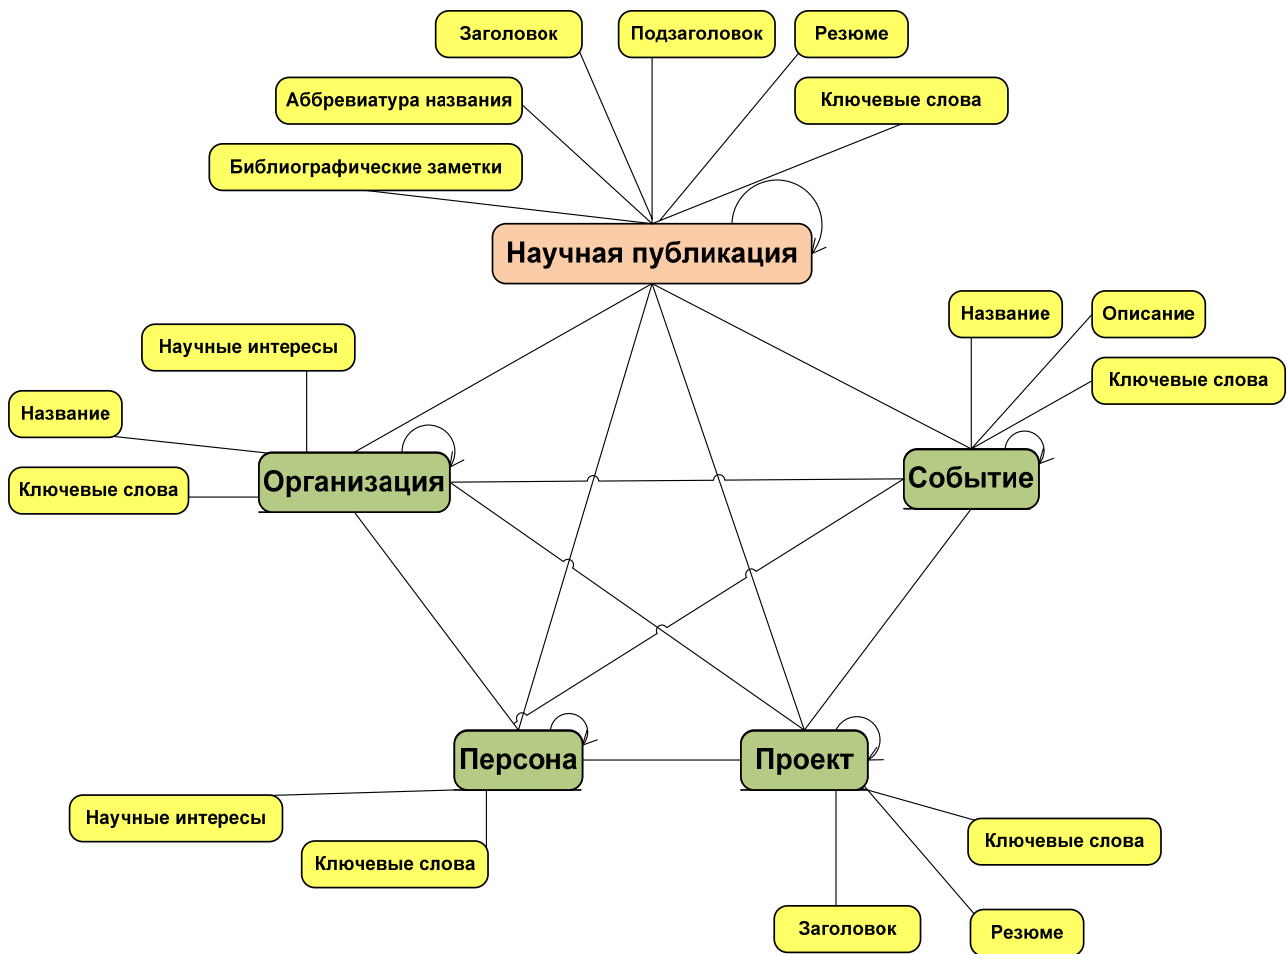 Заголовок
Подзаголовок
Резюме
Аббревиатура названия
Ключевые слова
Библиографические заметки
Научная публикация
Название
Описание
Научные интересы
Ключевые слова
Название
Организация
Событие
Ключевые слова
Персона
Проект
Научные интересы
Ключевые слова
Ключевые слова
Заголовок
Резюме